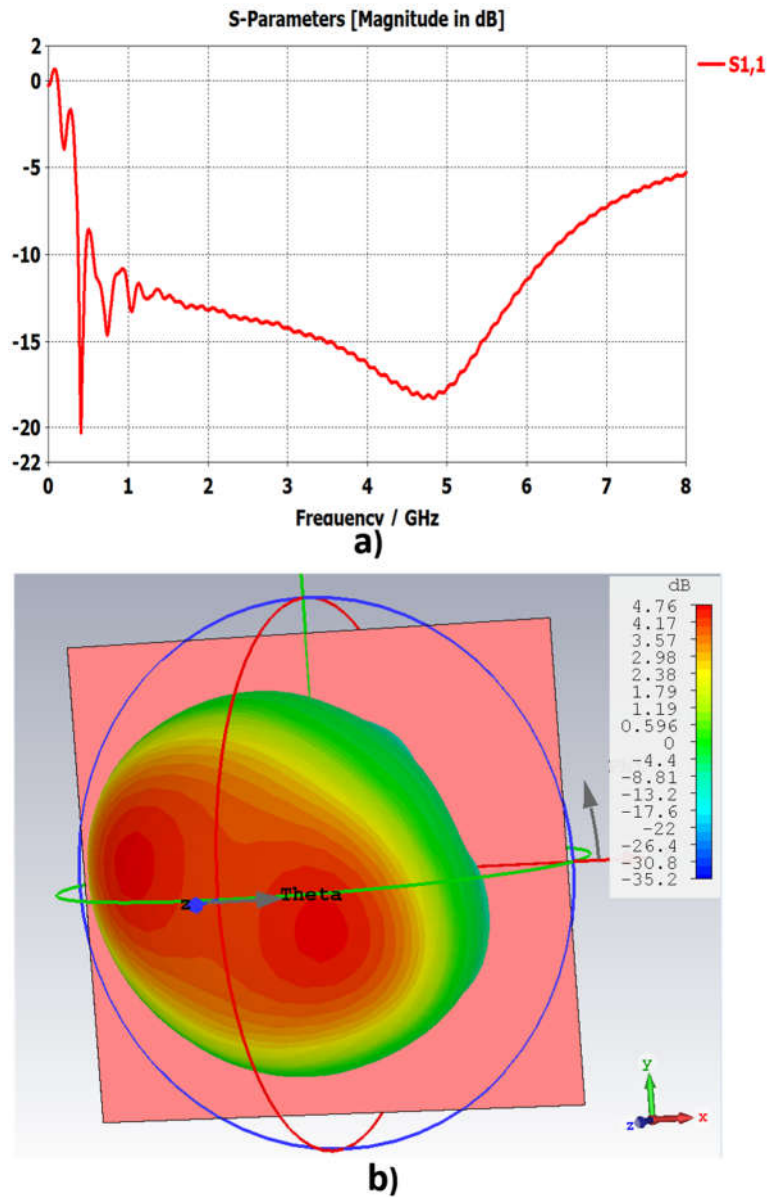 S-Parameters [Magnitude in dB]
2
0
-5
-10
-15
-20
-22
0 1 2 3 4 5 6 7 8
Frequency / GHz
S1,1
a)
dB
4.76
4.17
3.57
2.98
2.38
1.79
1.19
0.596
0
-4.4
-8.81
-13.2
-17.6
-22
-26.4
-30.8
-35.2
z
Theta
y
z
x
b)